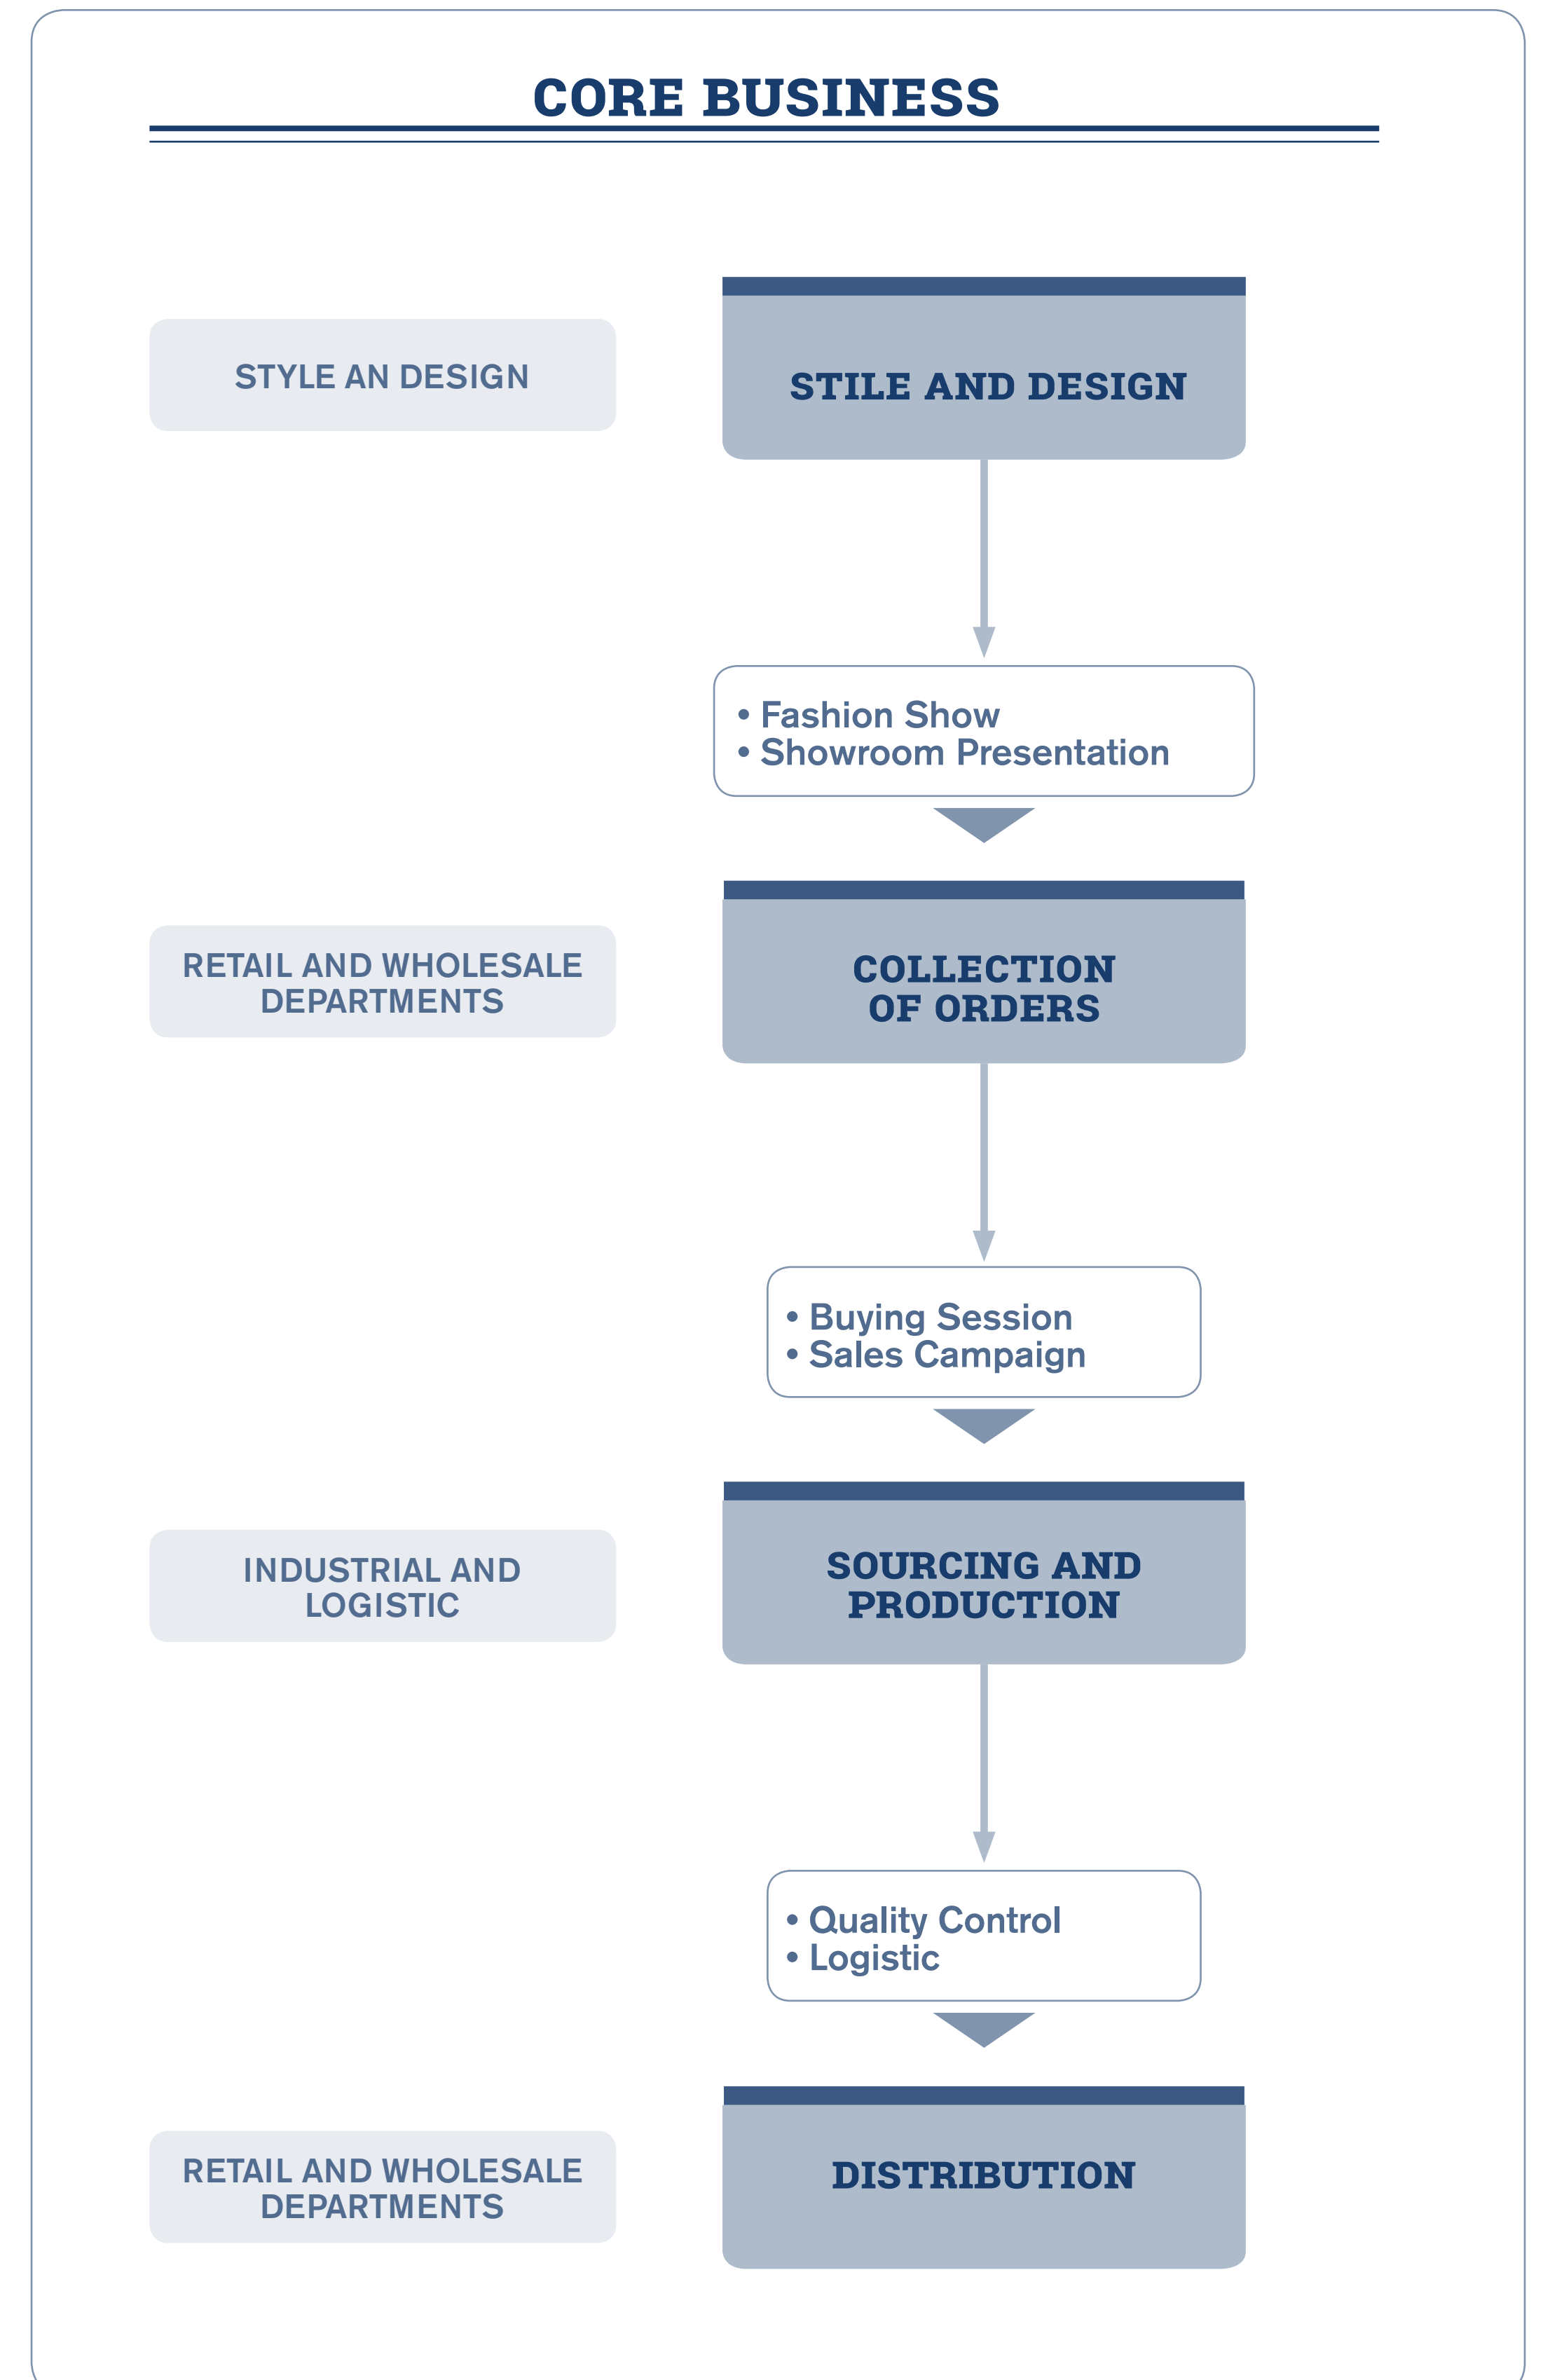 CORE BUSINESS
STYLE AN DESIGN
STILE AND DESIGN
• Fashion Show
• Showroom Presentation
RETAIL AND WHOLESALE
DEPARTMENTS
COLLECTION
OF ORDERS
• Buying Session
• Sales Campaign
INDUSTRIAL AND
LOGISTIC
SOURCING AND
PRODUCTION
• Quality Control
• Logistic
RETAIL AND WHOLESALE
DEPARTMENTS
DISTRIBUTION